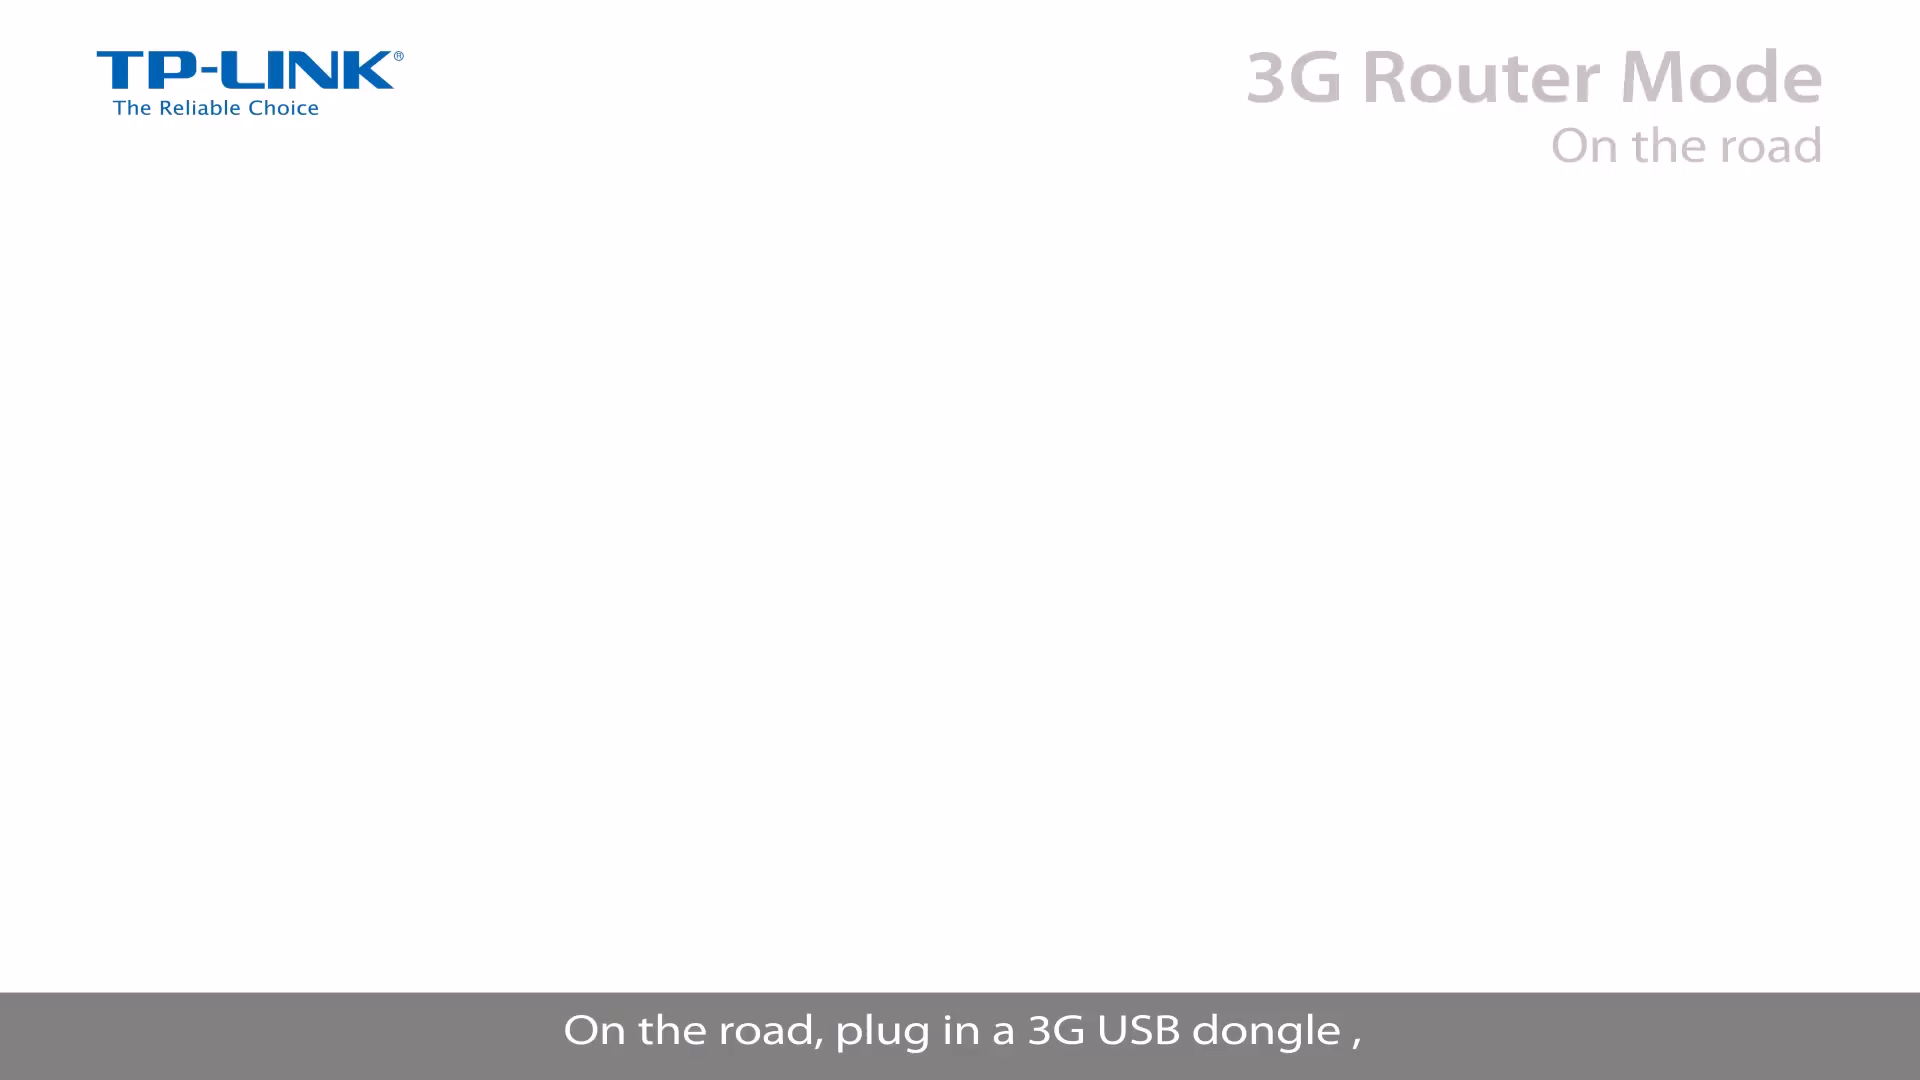 TP-LINK®
The Reliable Choice
3G Router Mode
On the road
On the road, plug in a 3G USB dongle ,